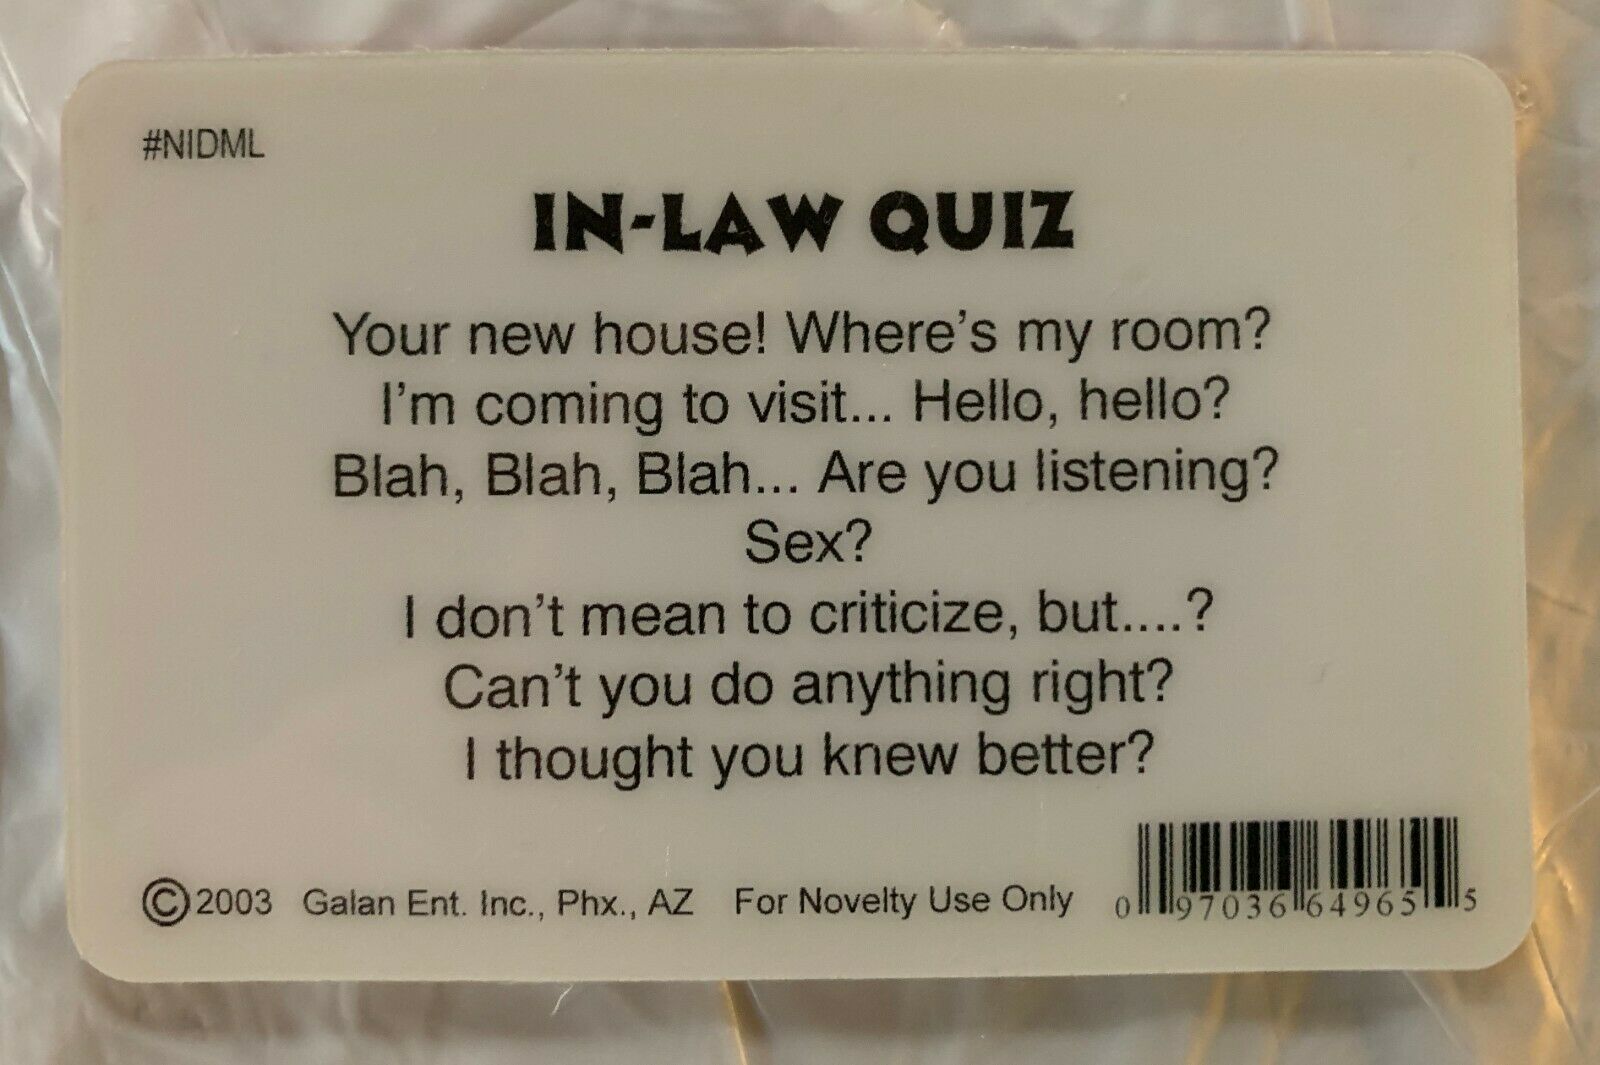 #NIDML
IN-LAW QUIZ
Your new house! Where's my room?
I'm coming to visit... Hello, hello?
Blah, Blah, Blah... Are you listening?
Sex?
I don't mean to criticize, but....?
Can't you do anything right?
I thought you knew better?
©2003 Galan Ent. Inc., Phx., AZ For Novelty Use Only
0 97036 64965 5